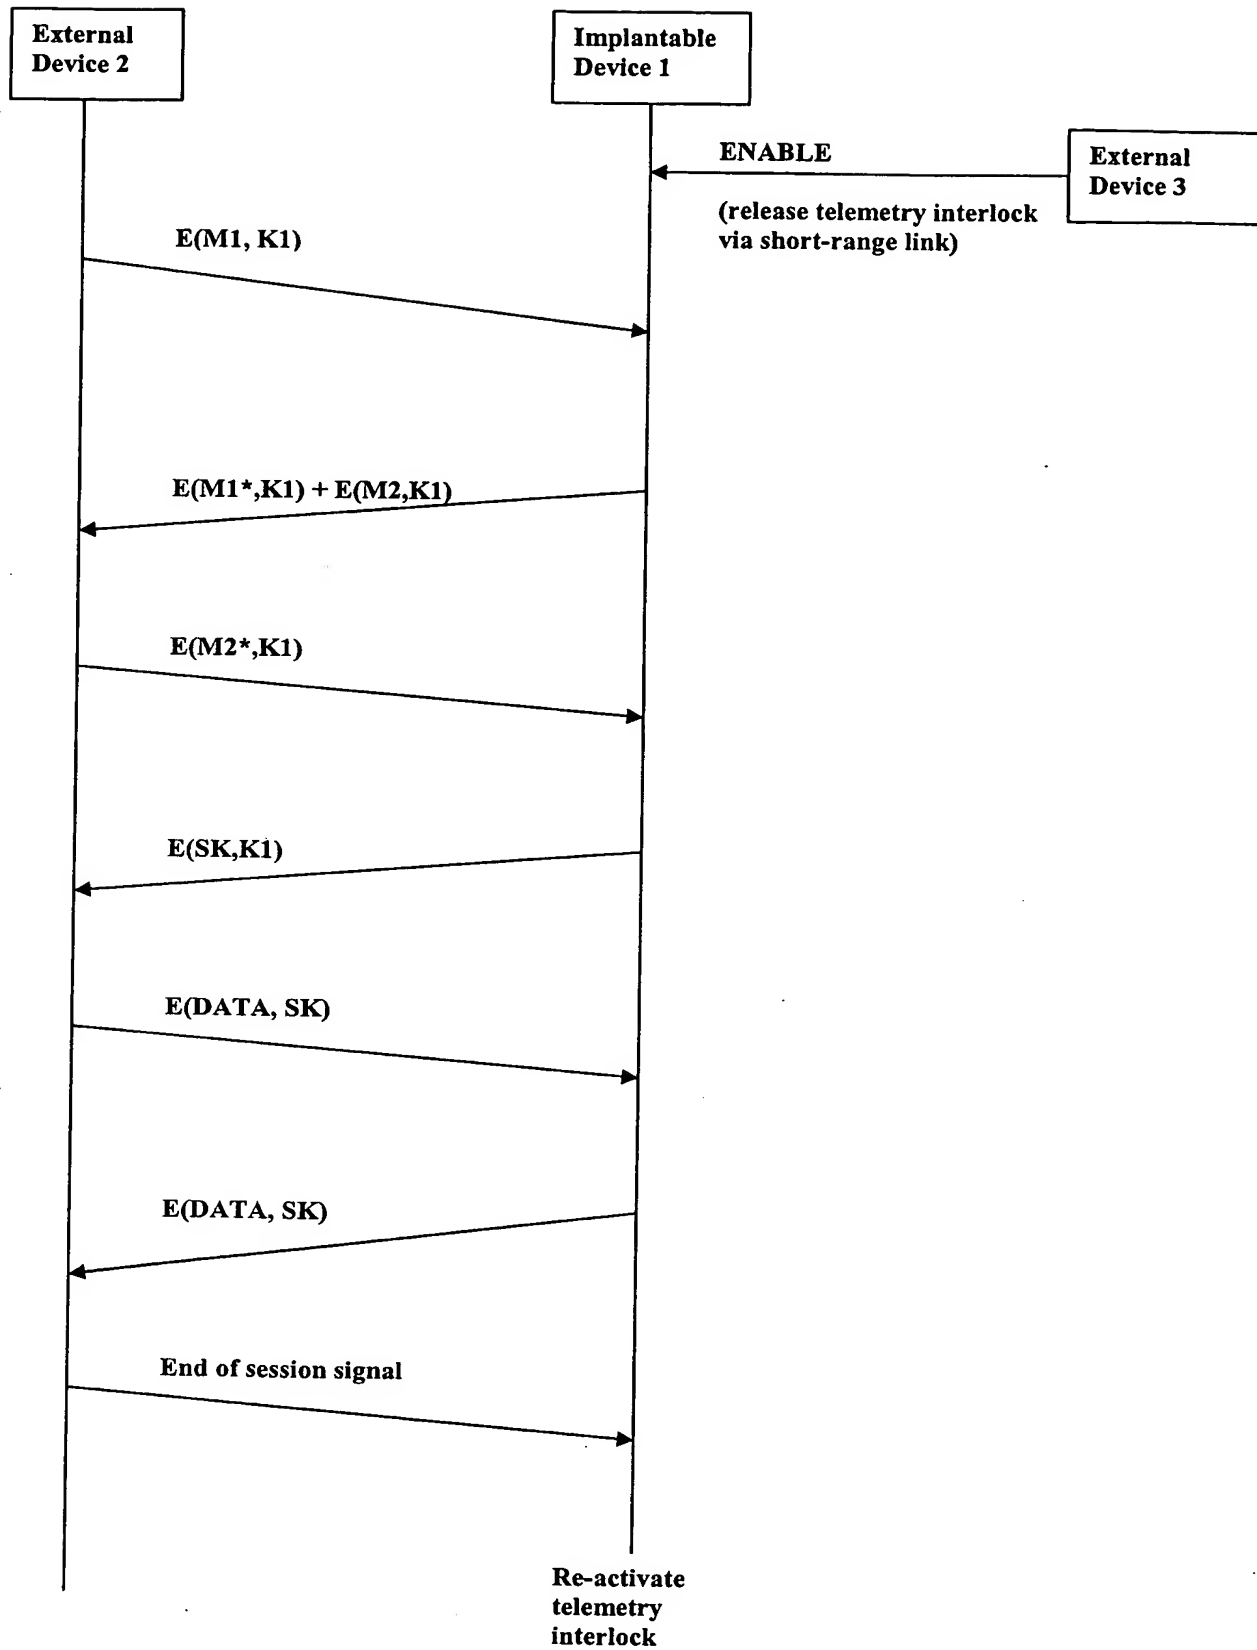 External
Device 2
Implantable
Device 1
ENABLE
External
Device 3
(release telemetry interlock
via short-range link)
E(M1, K1)
E(M1*,K1) + E(M2,K1)
E(M2*,K1)
E(SK,K1)
E(DATA, SK)
E(DATA, SK)
End of session signal
Re-activate
telemetry
interlock